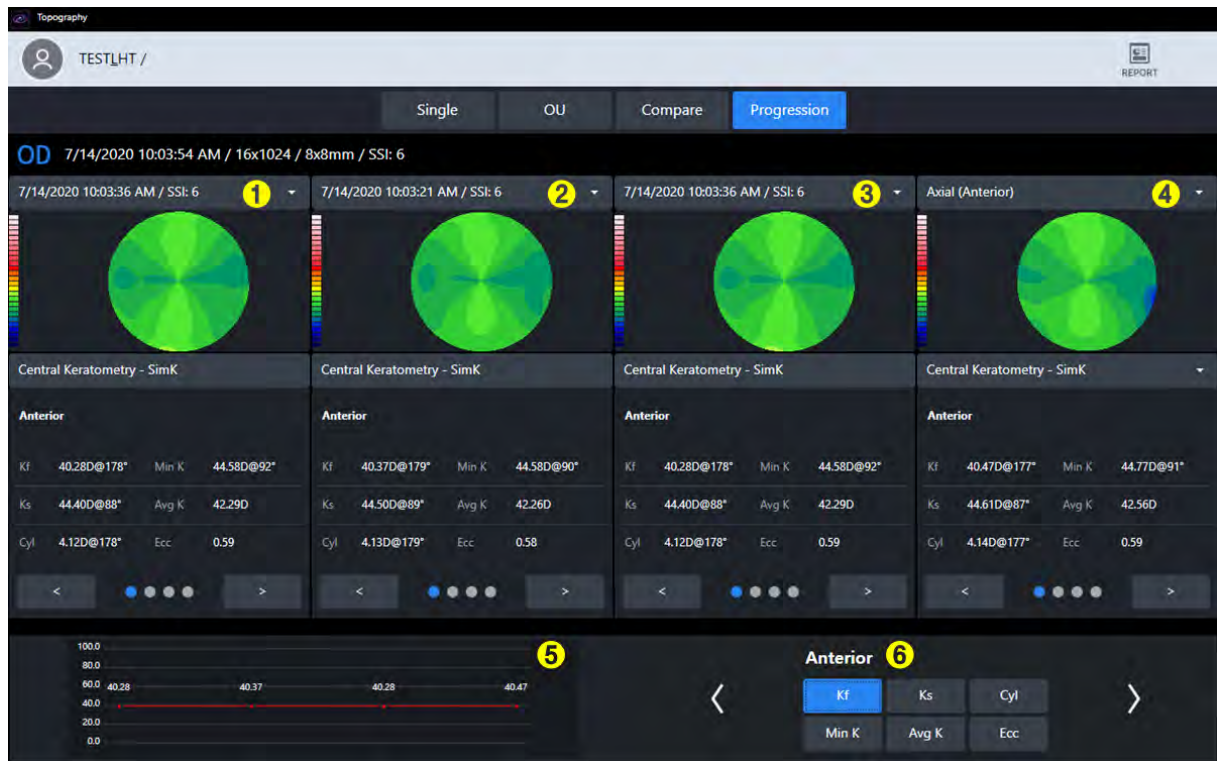 Topography
TESTLHT /
REPORT
Single OU Compare Progression
OD 7/14/2020 10:03:54 AM / 16x1024 / 8x8mm / SSI: 6
7/14/2020 10:03:36 AM / SSI: 6 1 7/14/2020 10:03:21 AM / SSI: 6 2 7/14/2020 10:03:36 AM / SSI: 6 3 Axial (Anterior) 4
Central Keratometry - SimK Central Keratometry - SimK Central Keratometry - SimK Central Keratometry - SimK
Anterior Anterior Anterior Anterior
Kf 40.28D@178° Min K 44.58D@92° Kf 40.37D@179° Min K 44.58D@90° Kf 40.28D@178° Min K 44.58D@92° Kf 40.47D@177° Min K 44.77D@91°
Ks 44.40D@88° Avg K 42.29D Ks 44.50D@89° Avg K 42.26D Ks 44.40D@88° Avg K 42.29D Ks 44.61D@87° Avg K 42.56D
Cyl 4.12D@178° Ecc 0.59 Cyl 4.13D@179° Ecc 0.58 Cyl 4.12D@178° Ecc 0.59 Cyl 4.14D@177° Ecc 0.59
< > < > < > < >
100.0 5
80.0
60.0 40.28 40.37 40.28 40.47
40.0
20.0
0.0
Anterior 6
< Kf Ks Cyl >
Min K Avg K Ecc